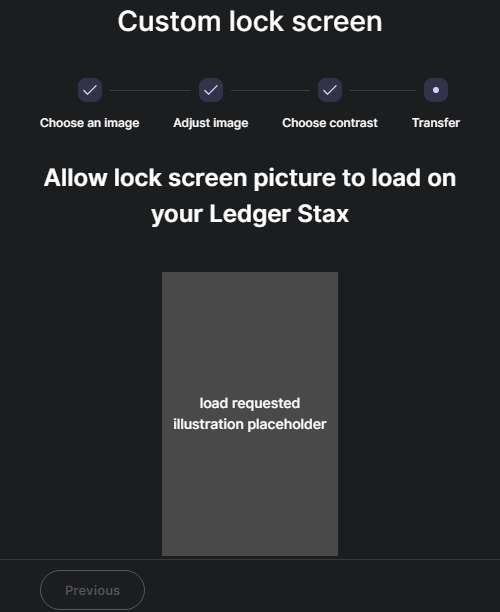 Custom lock screen
Choose an image
Adjust image
Choose contrast
Transfer
Allow lock screen picture to load on
your Ledger Stax
load requested
illustration placeholder
Previous